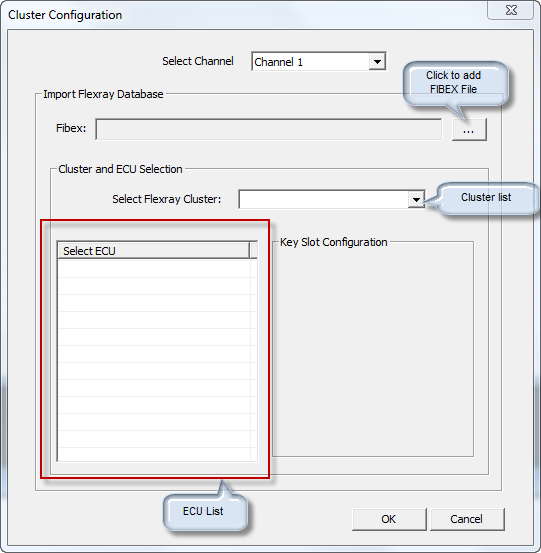 Cluster Configuration
Select Channel Channel 1
Click to add
FIBEX File
Import Flexray Database
Fibex: ...
Cluster and ECU Selection
Select Flexray Cluster:
Cluster list
Select ECU
Key Slot Configuration
ECU List
OK Cancel